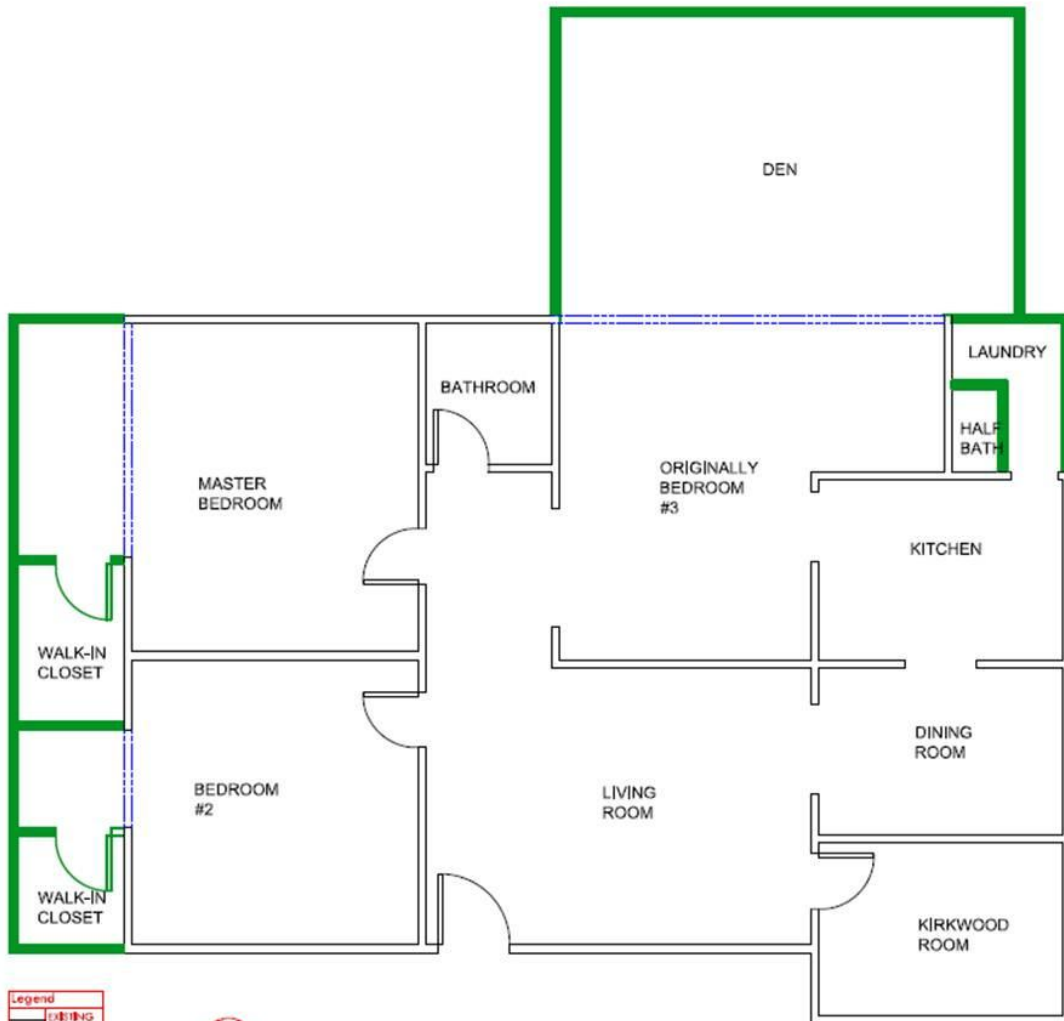 DEN
LAUNDRY
BATHROOM
HALF
BATH
MASTER
BEDROOM
ORIGINALLY
BEDROOM
#3
KITCHEN
WALK-IN
CLOSET
DINING
ROOM
BEDROOM
#2
LIVING
ROOM
WALK-IN
CLOSET
KIRKWOOD
ROOM
Legend
EXISTING